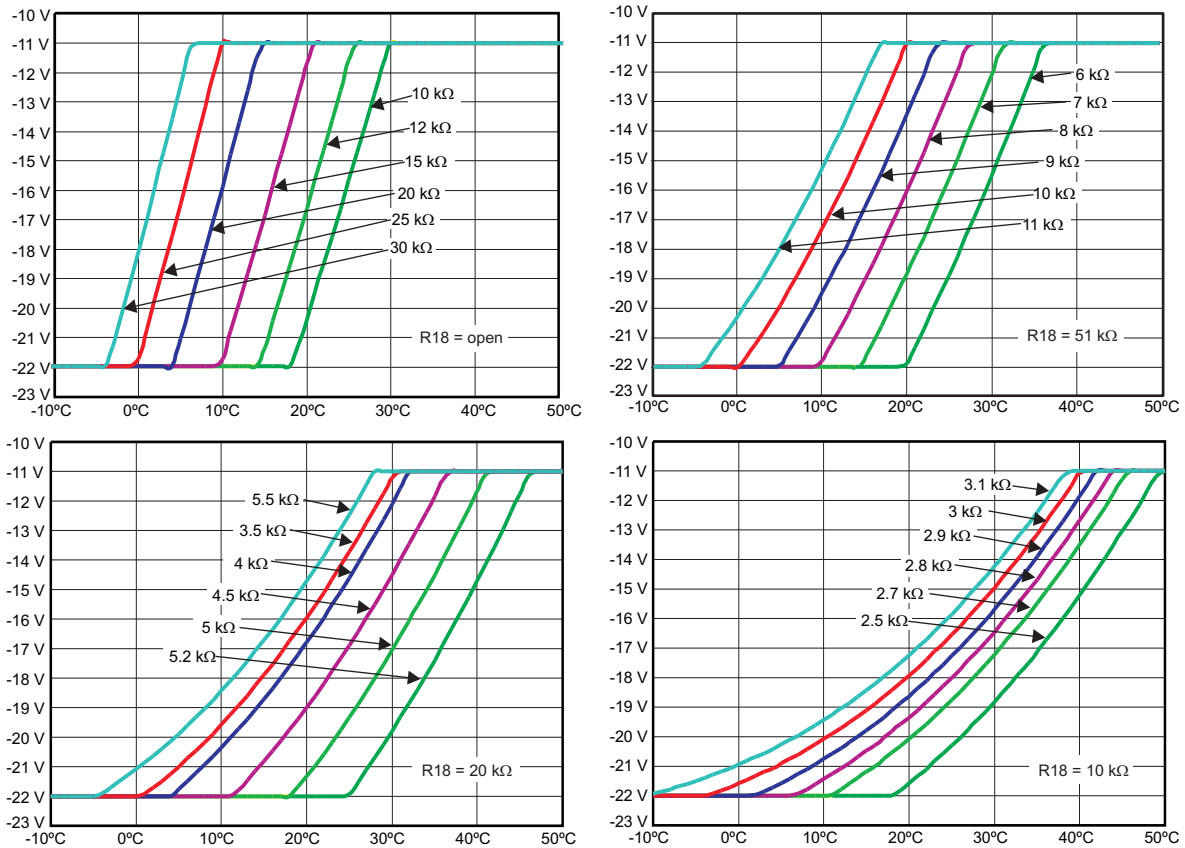 -10 V
-11 V
-12 V
-13 V
-14 V
-15 V
-16 V
-17 V
-18 V
-19 V
-20 V
-21 V
-22 V
-23 V
10 kΩ
12 kΩ
15 kΩ
20 kΩ
25 kΩ
30 kΩ
R18 = open
-10ºC 0ºC 10ºC 20ºC 30ºC 40ºC 50ºC
-10 V
-11 V
-12 V
-13 V
-14 V
-15 V
-16 V
-17 V
-18 V
-19 V
-20 V
-21 V
-22 V
-23 V
6 kΩ
7 kΩ
8 kΩ
9 kΩ
10 kΩ
11 kΩ
R18 = 51 kΩ
-10ºC 0ºC 10ºC 20ºC 30ºC 40ºC 50ºC
-10 V
-11 V
-12 V
-13 V
-14 V
-15 V
-16 V
-17 V
-18 V
-19 V
-20 V
-21 V
-22 V
-23 V
5.5 kΩ
3.5 kΩ
4 kΩ
4.5 kΩ
5 kΩ
5.2 kΩ
R18 = 20 kΩ
-10ºC 0ºC 10ºC 20ºC 30ºC 40ºC 50ºC
-10 V
-11 V
-12 V
-13 V
-14 V
-15 V
-16 V
-17 V
-18 V
-19 V
-20 V
-21 V
-22 V
-23 V
3.1 kΩ
3 kΩ
2.9 kΩ
2.8 kΩ
2.7 kΩ
2.5 kΩ
R18 = 10 kΩ
-10ºC 0ºC 10ºC 20ºC 30ºC 40ºC 50ºC